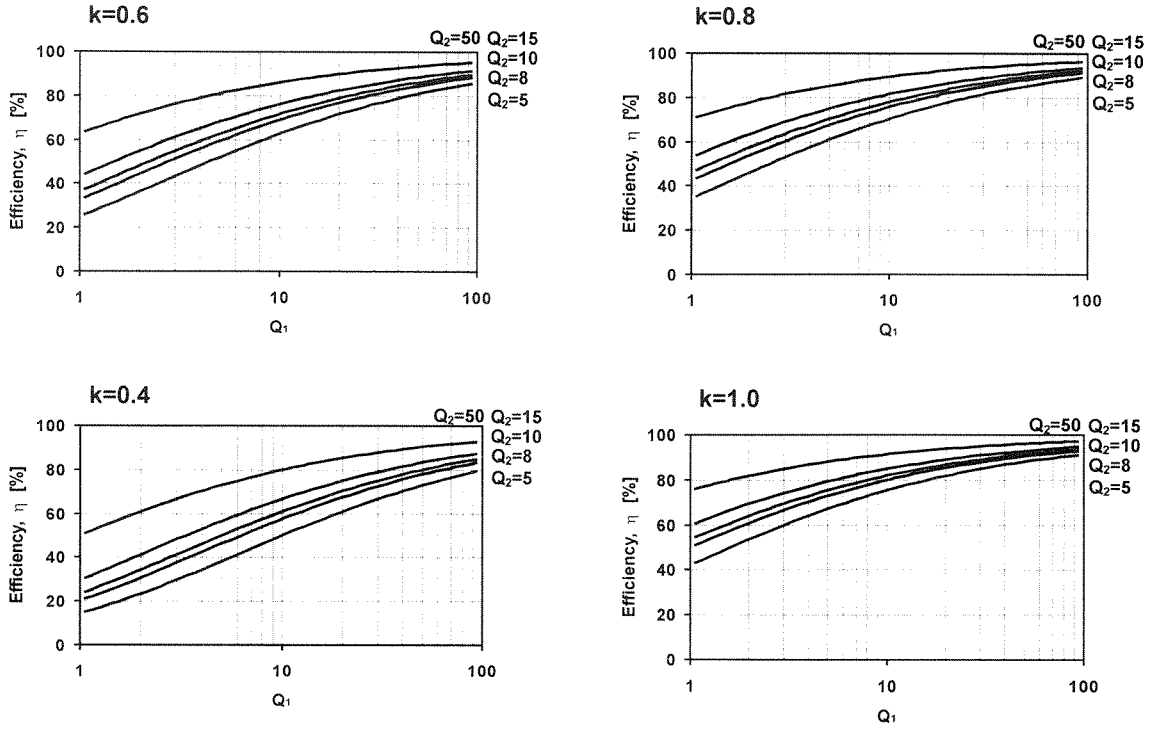 k=0.6
Q₂=50 Q₂=15
Q₂=10
Q₂=8
Q₂=5
100
80
60
40
20
0
Efficiency, η [%]
1
10
100
Q₁
k=0.8
Q₂=50 Q₂=15
Q₂=10
Q₂=8
Q₂=5
100
80
60
40
20
0
Efficiency, η [%]
1
10
100
Q₁
k=0.4
Q₂=50 Q₂=15
Q₂=10
Q₂=8
Q₂=5
100
80
60
40
20
0
Efficiency, η [%]
1
10
100
Q₁
k=1.0
Q₂=50 Q₂=15
Q₂=10
Q₂=8
Q₂=5
100
80
60
40
20
0
Efficiency, η [%]
1
10
100
Q₁